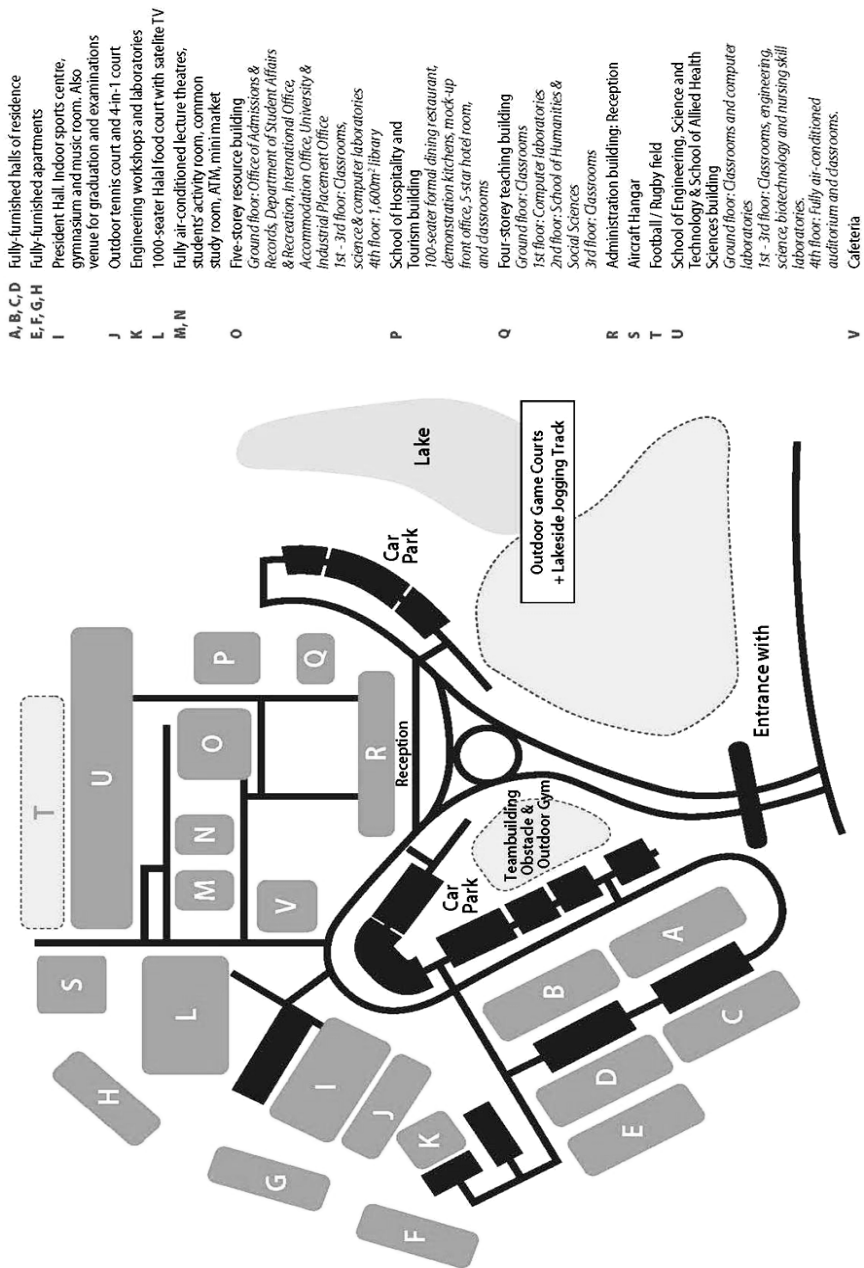 A, B, C, D Fully-furnished halls of residence
E, F, G, H Fully-furnished apartments
I President Hall. Indoor sports centre,
gymnasium and music room. Also
venue for graduation and examinations
J Outdoor tennis court and 4-in-1 court
K Engineering workshops and laboratories
L 1000-seater Halal food court with satelite TV
M, N Fully air-conditioned lecture theatres,
students' activity room, common
study room, ATM, mini market
O Five-storey resource building
Ground floor: Office of Admissions &
Records, Department of Student Affairs
& Recreation, International Office,
Accommodation Office, University &
Industrial Placement Office
1st - 3rd floor: Classrooms,
science & computer laboratories
4th floor: 1,600m² library
P School of Hospitality and
Tourism building
100-seater formal dining restaurant,
demonstration kitchens, mock-up
front office, 5-star hotel room,
and classrooms
Q Four-storey teaching building
Ground floor: Classrooms
1st floor: Computer laboratories
2nd floor: School of Humanities &
Social Sciences
3rd floor: Classrooms
R Administration building: Reception
S Aircraft Hangar
T Football / Rugby field
U School of Engineering, Science and
Technology & School of Allied Health
Sciences building
Ground floor: Classrooms and computer
laboratories
1st - 3rd floor: Classrooms, engineering,
science, biotechnology and nursing skill
laboratories.
4th floor: Fully air-conditioned
auditorium and classrooms.
V Cafeteria
T
U
S
H
L
M
N
O
P
G
V
Q
I
R
Reception
J
K
F
Car
Park
Lake
Car
Park
Teambuilding
Obstacle &
Outdoor Gym
Outdoor Game Courts
+ Lakeside Jogging Track
B
D
E
A
C
Entrance with